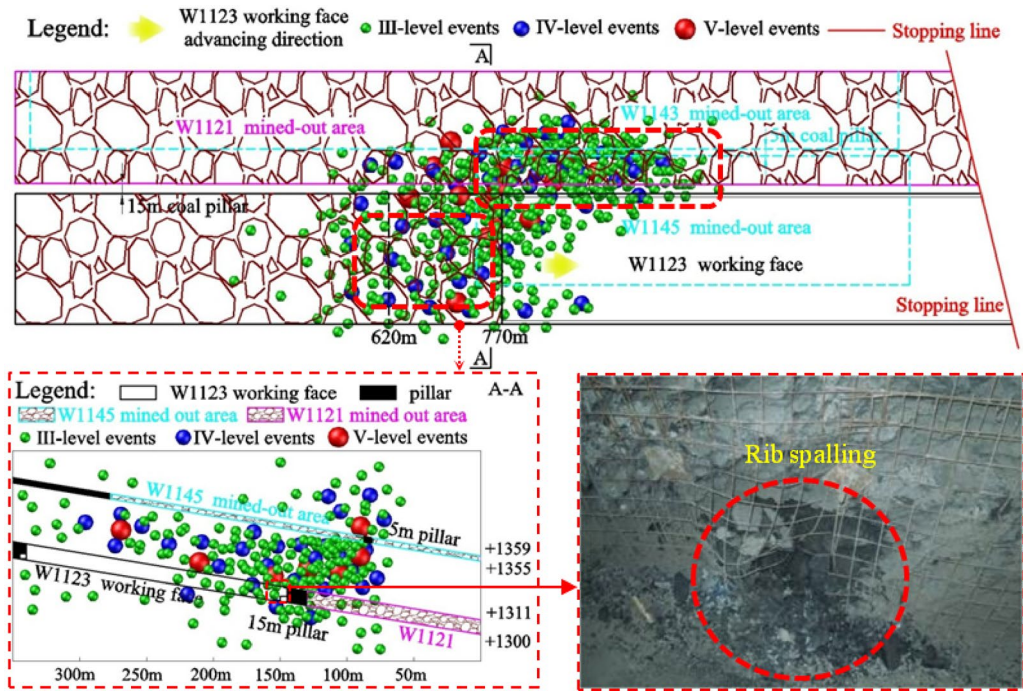 Legend: W1123 working face advancing direction III-level events IV-level events V-level events Stopping line
A
W1121 mined-out area
W1143 mined-out area
5m coal pillar
15m coal pillar
W1145 mined-out area
W1123 working face
Stopping line
620m 770m
A
Legend: W1123 working face pillar A-A
W1145 mined out area W1121 mined out area
III-level events IV-level events V-level events
W1145 mined-out area
5m pillar
+1359
+1355
W1123 working face
+1311
15m pillar
W1121
+1300
300m 250m 200m 150m 100m 50m
Rib spalling